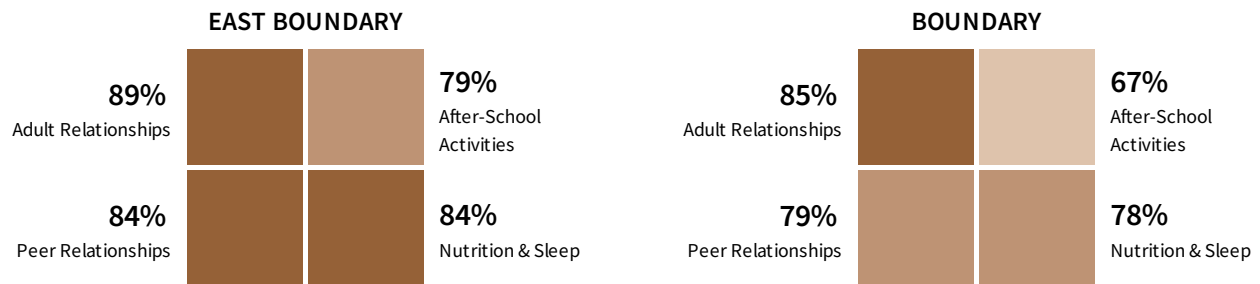 EAST BOUNDARY
89%
Adult Relationships
79%
After-School
Activities
84%
Peer Relationships
84%
Nutrition & Sleep
BOUNDARY
85%
Adult Relationships
67%
After-School
Activities
79%
Peer Relationships
78%
Nutrition & Sleep